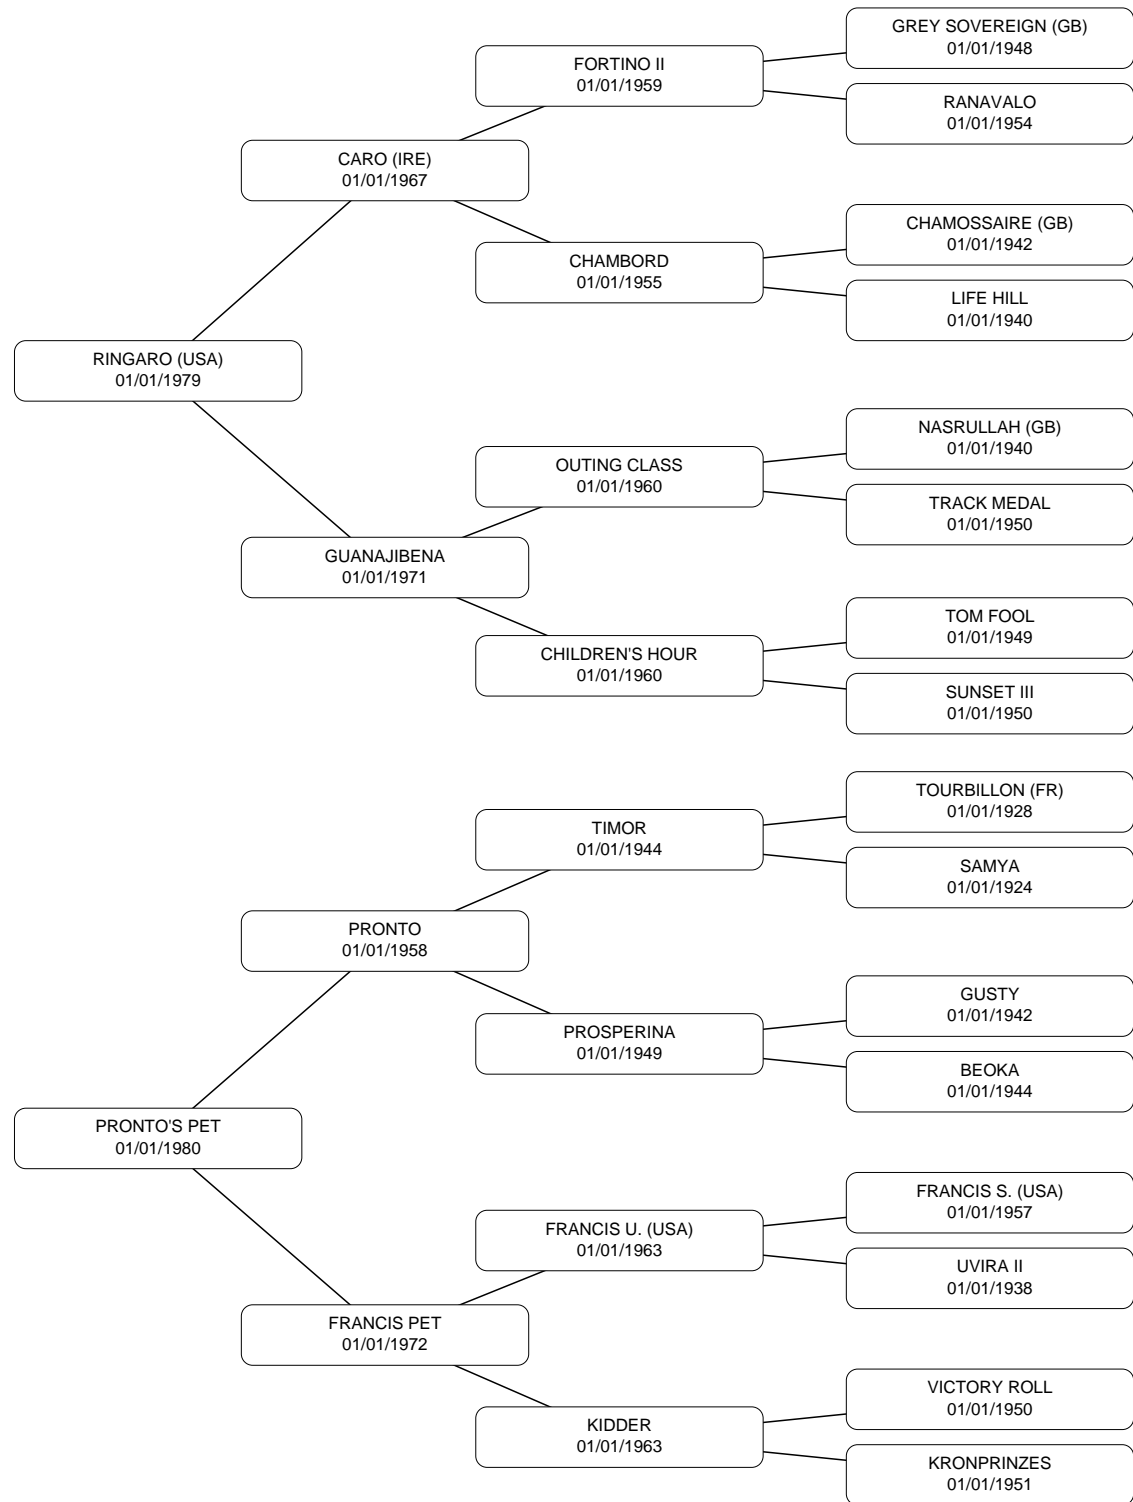 GREY SOVEREIGN (GB)
01/01/1948
FORTINO II
01/01/1959
RANAVALO
01/01/1954
CARO (IRE)
01/01/1967
CHAMOSSAIRE (GB)
01/01/1942
CHAMBORD
01/01/1955
LIFE HILL
01/01/1940
RINGARO (USA)
01/01/1979
NASRULLAH (GB)
01/01/1940
OUTING CLASS
01/01/1960
TRACK MEDAL
01/01/1950
GUANAJIBENA
01/01/1971
TOM FOOL
01/01/1949
CHILDREN'S HOUR
01/01/1960
SUNSET III
01/01/1950
TOURBILLON (FR)
01/01/1928
TIMOR
01/01/1944
SAMYA
01/01/1924
PRONTO
01/01/1958
GUSTY
01/01/1942
PROSPERINA
01/01/1949
BEOKA
01/01/1944
PRONTO'S PET
01/01/1980
FRANCIS S. (USA)
01/01/1957
FRANCIS U. (USA)
01/01/1963
UVIRA II
01/01/1938
FRANCIS PET
01/01/1972
VICTORY ROLL
01/01/1950
KIDDER
01/01/1963
KRONPRINZES
01/01/1951